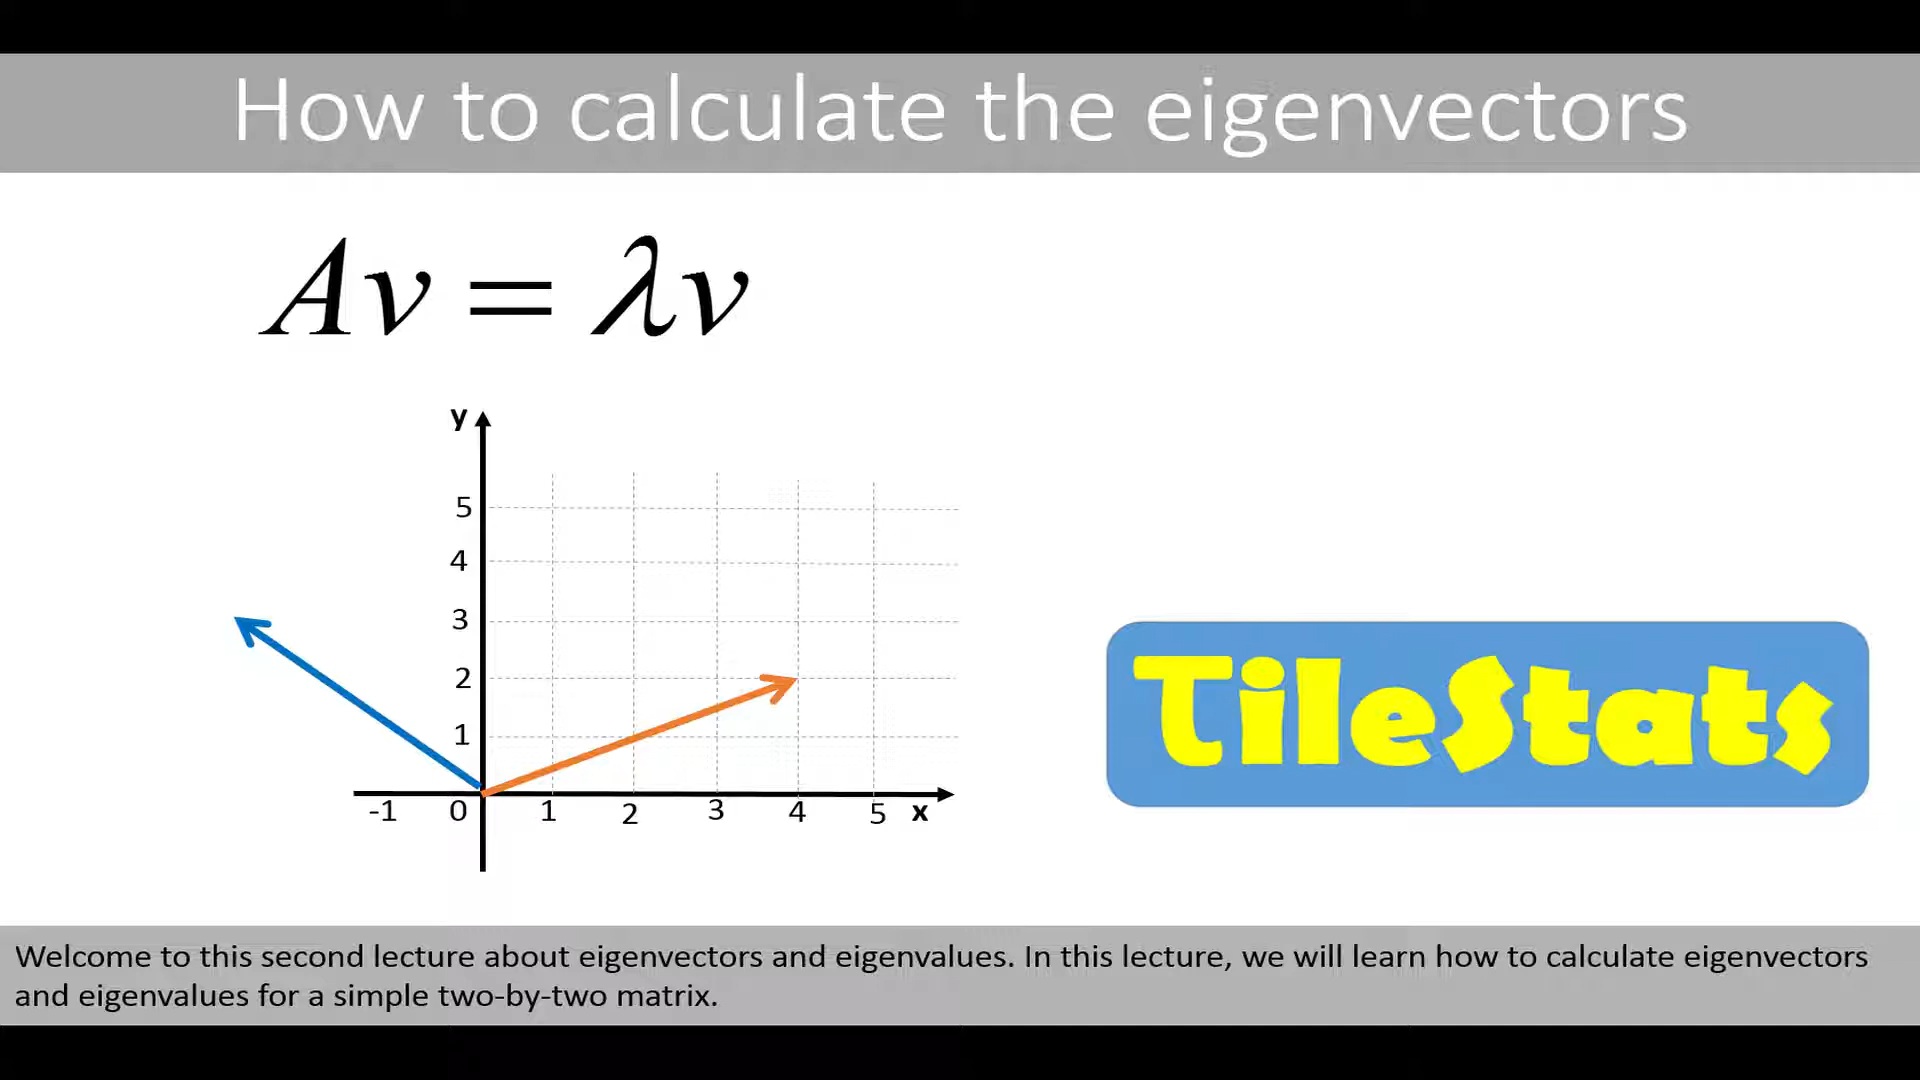 How to calculate the eigenvectors
Av = λv
y
5
4
3
2
1
-1 0 1 2 3 4 5 x
TileStats
Welcome to this second lecture about eigenvectors and eigenvalues. In this lecture, we will learn how to calculate eigenvectors
and eigenvalues for a simple two-by-two matrix.